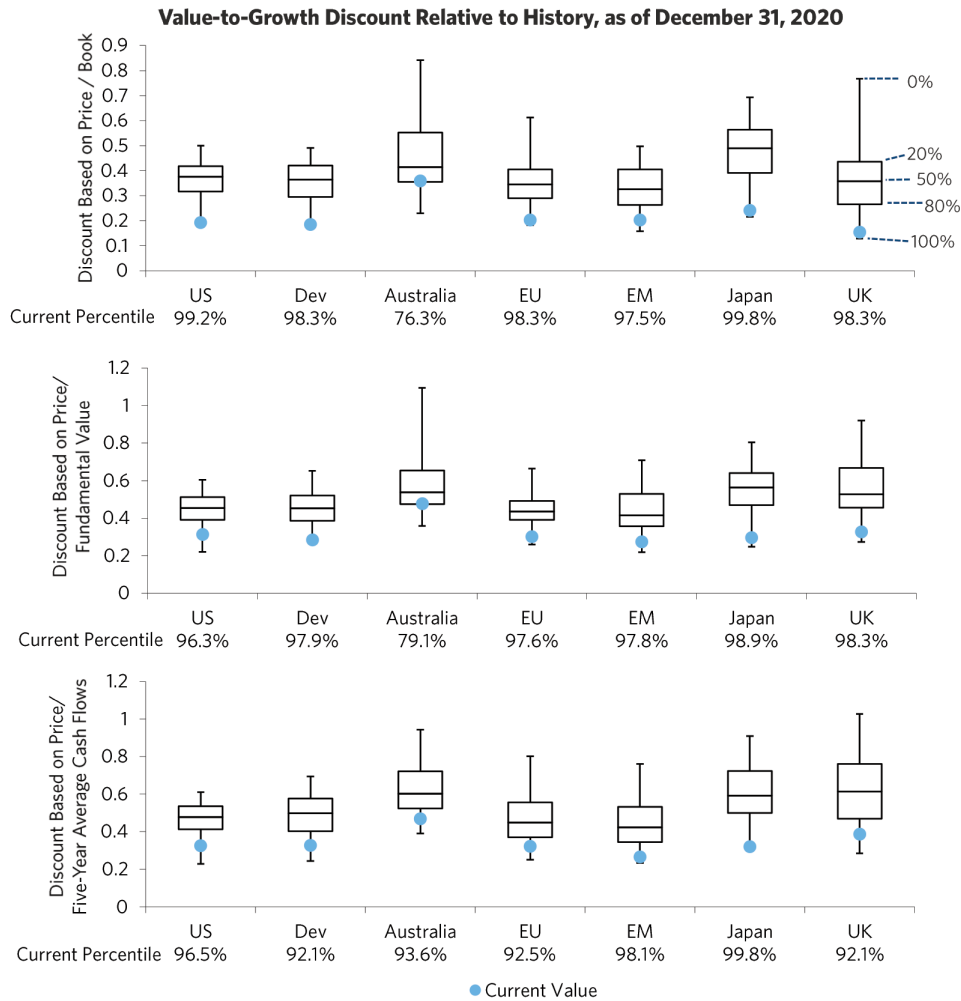 Value-to-Growth Discount Relative to History, as of December 31, 2020
Discount Based on Price / Book
0.9
0.8
0.7
0.6
0.5
0.4
0.3
0.2
0.1
0
0%
20%
50%
80%
100%
US Dev Australia EU EM Japan UK
Current Percentile 99.2% 98.3% 76.3% 98.3% 97.5% 99.8% 98.3%
Discount Based on Price/
Fundamental Value
1.2
1
0.8
0.6
0.4
0.2
0
US Dev Australia EU EM Japan UK
Current Percentile 96.3% 97.9% 79.1% 97.6% 97.8% 98.9% 98.3%
Discount Based on Price/
Five-Year Average Cash Flows
1.2
1
0.8
0.6
0.4
0.2
0
US Dev Australia EU EM Japan UK
Current Percentile 96.5% 92.1% 93.6% 92.5% 98.1% 99.8% 92.1%
Current Value